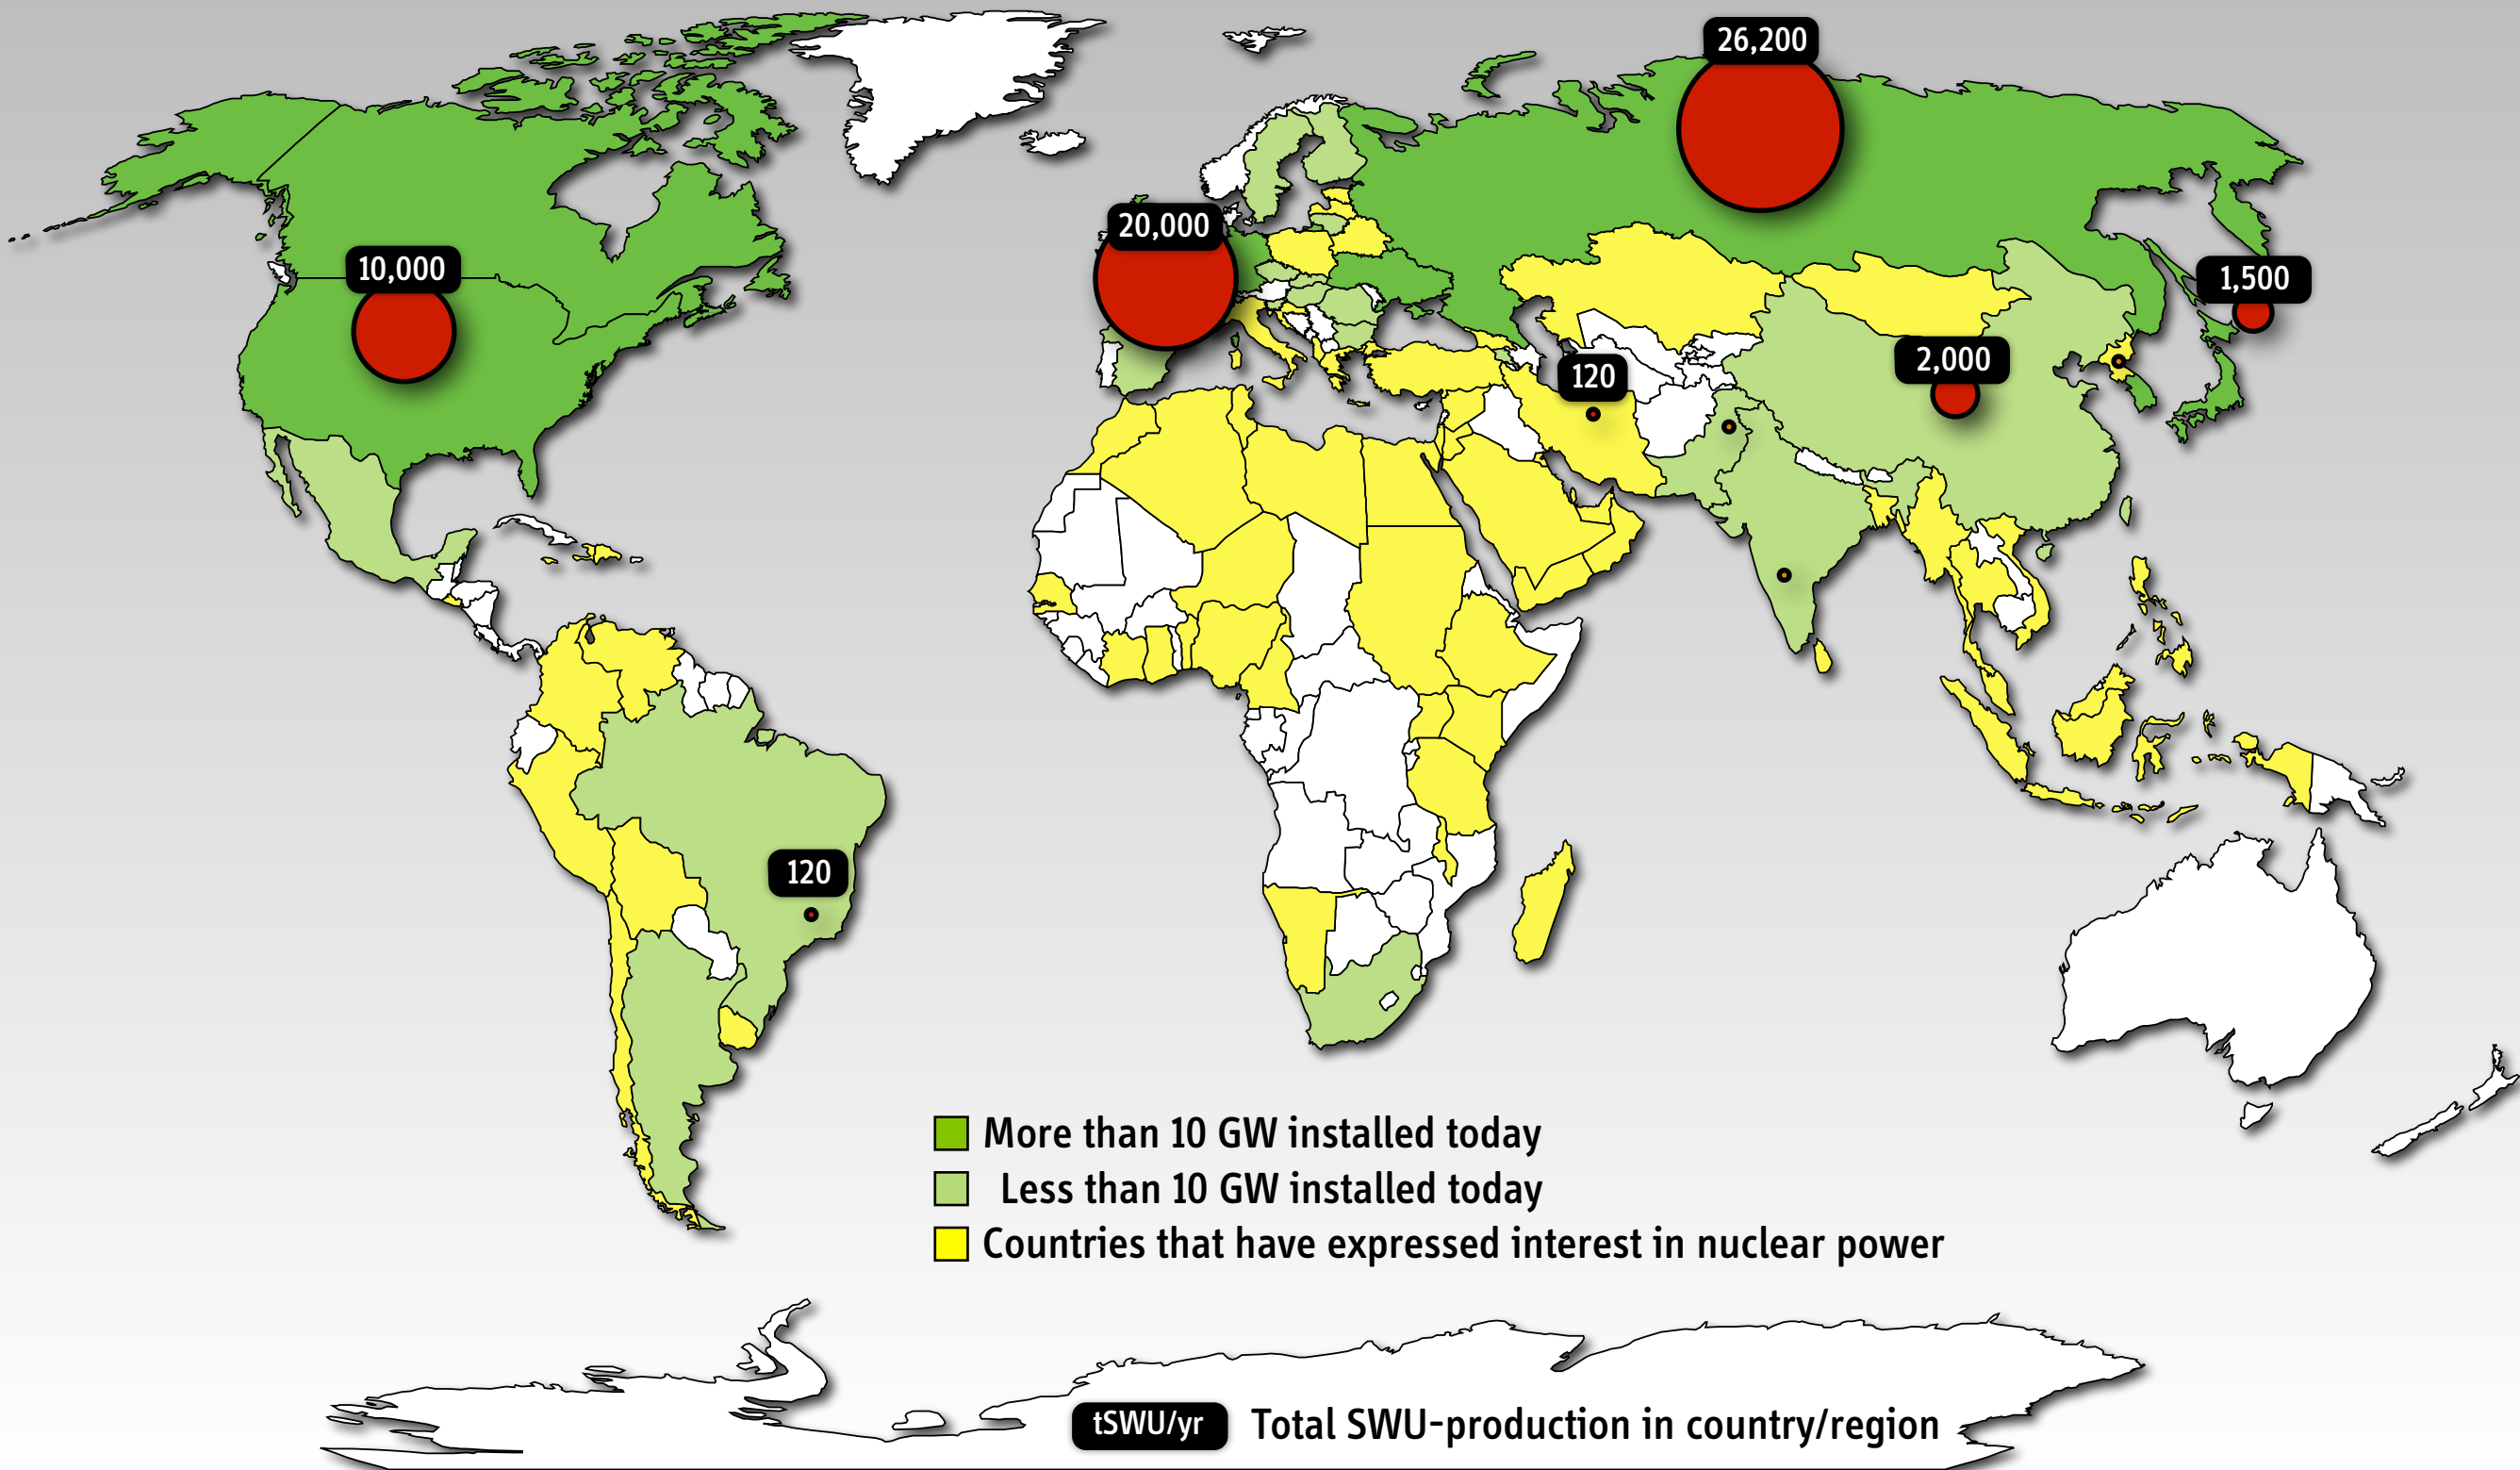 26,200
20,000
10,000
1,500
2,000
120
120
More than 10 GW installed today
Less than 10 GW installed today
Countries that have expressed interest in nuclear power
tSWU/yr Total SWU-production in country/region